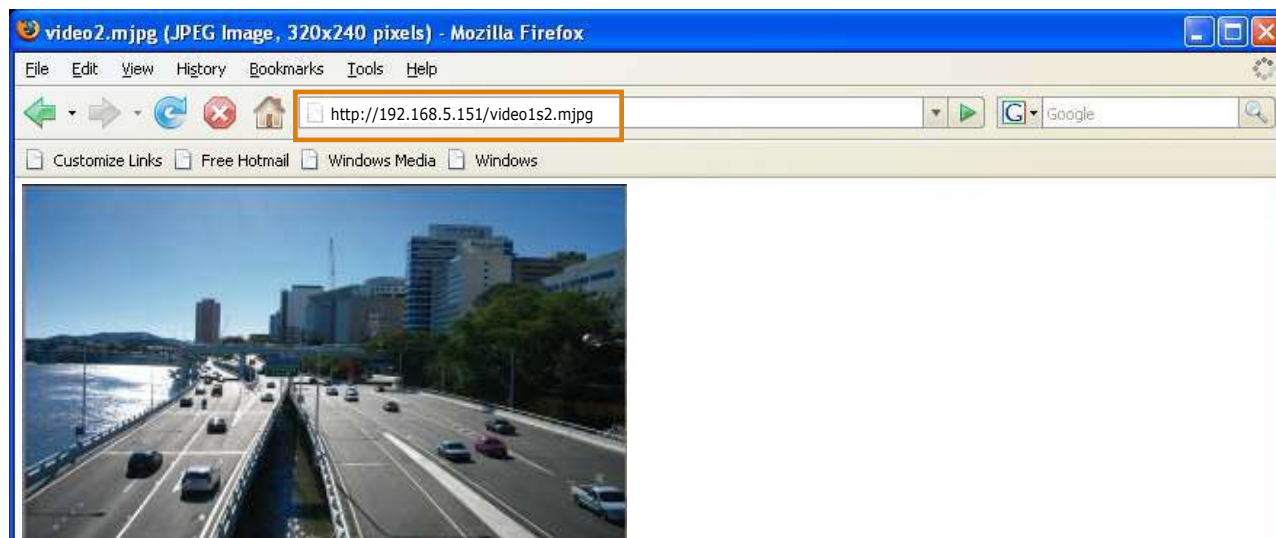 video2.mjpg (JPEG Image, 320x240 pixels) - Mozilla Firefox
File Edit View History Bookmarks Tools Help
http://192.168.5.151/video1s2.mjpg G Google
Customize Links Free Hotmail Windows Media Windows